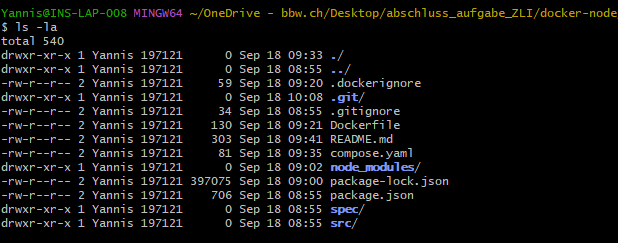 Yannis@INS-LAP-008 MINGW64 ~/OneDrive - bbw.ch/Desktop/abschluss_aufgabe_ZLI/docker-node
$ ls -la
total 540
drwxr-xr-x 1 Yannis 197121      0 Sep 18 09:33 ./
drwxr-xr-x 1 Yannis 197121      0 Sep 18 08:55 ../
-rw-r--r-- 2 Yannis 197121     59 Sep 18 09:20 .dockerignore
drwxr-xr-x 1 Yannis 197121      0 Sep 18 10:08 .git/
-rw-r--r-- 2 Yannis 197121     34 Sep 18 08:55 .gitignore
-rw-r--r-- 2 Yannis 197121    130 Sep 18 09:21 Dockerfile
-rw-r--r-- 2 Yannis 197121    303 Sep 18 09:41 README.md
-rw-r--r-- 2 Yannis 197121     81 Sep 18 09:35 compose.yaml
drwxr-xr-x 1 Yannis 197121      0 Sep 18 09:02 node_modules/
-rw-r--r-- 2 Yannis 197121 397075 Sep 18 09:00 package-lock.json
-rw-r--r-- 2 Yannis 197121    706 Sep 18 08:55 package.json
drwxr-xr-x 1 Yannis 197121      0 Sep 18 08:55 spec/
drwxr-xr-x 1 Yannis 197121      0 Sep 18 08:55 src/